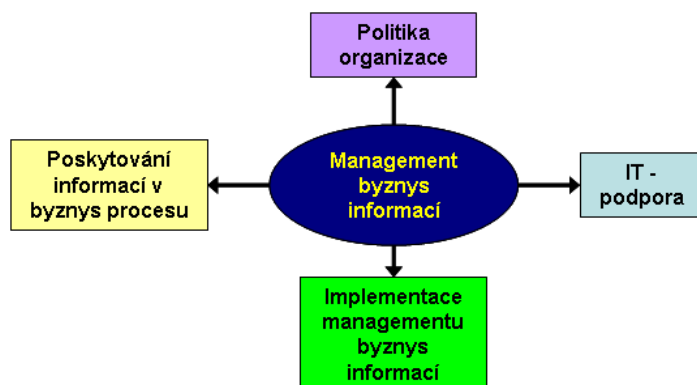 Politika
organizace
Poskytování
informací v
byznys procesu
Management
byznys
informací
IT -
podpora
Implementace
managementu
byznys
informací